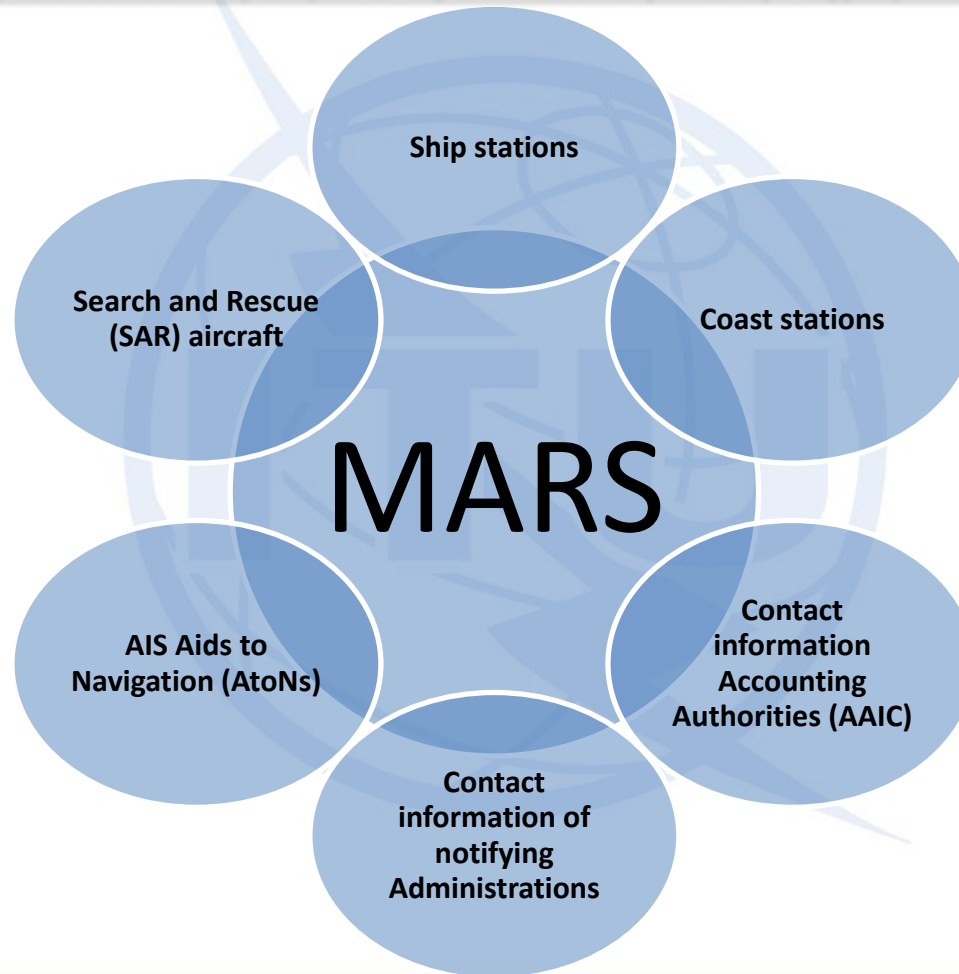 Ship stations
Search and Rescue
(SAR) aircraft
Coast stations
MARS
AIS Aids to
Navigation (AtoNs)
Contact
information
Accounting
Authorities (AAIC)
Contact
information of
notifying
Administrations
ITU